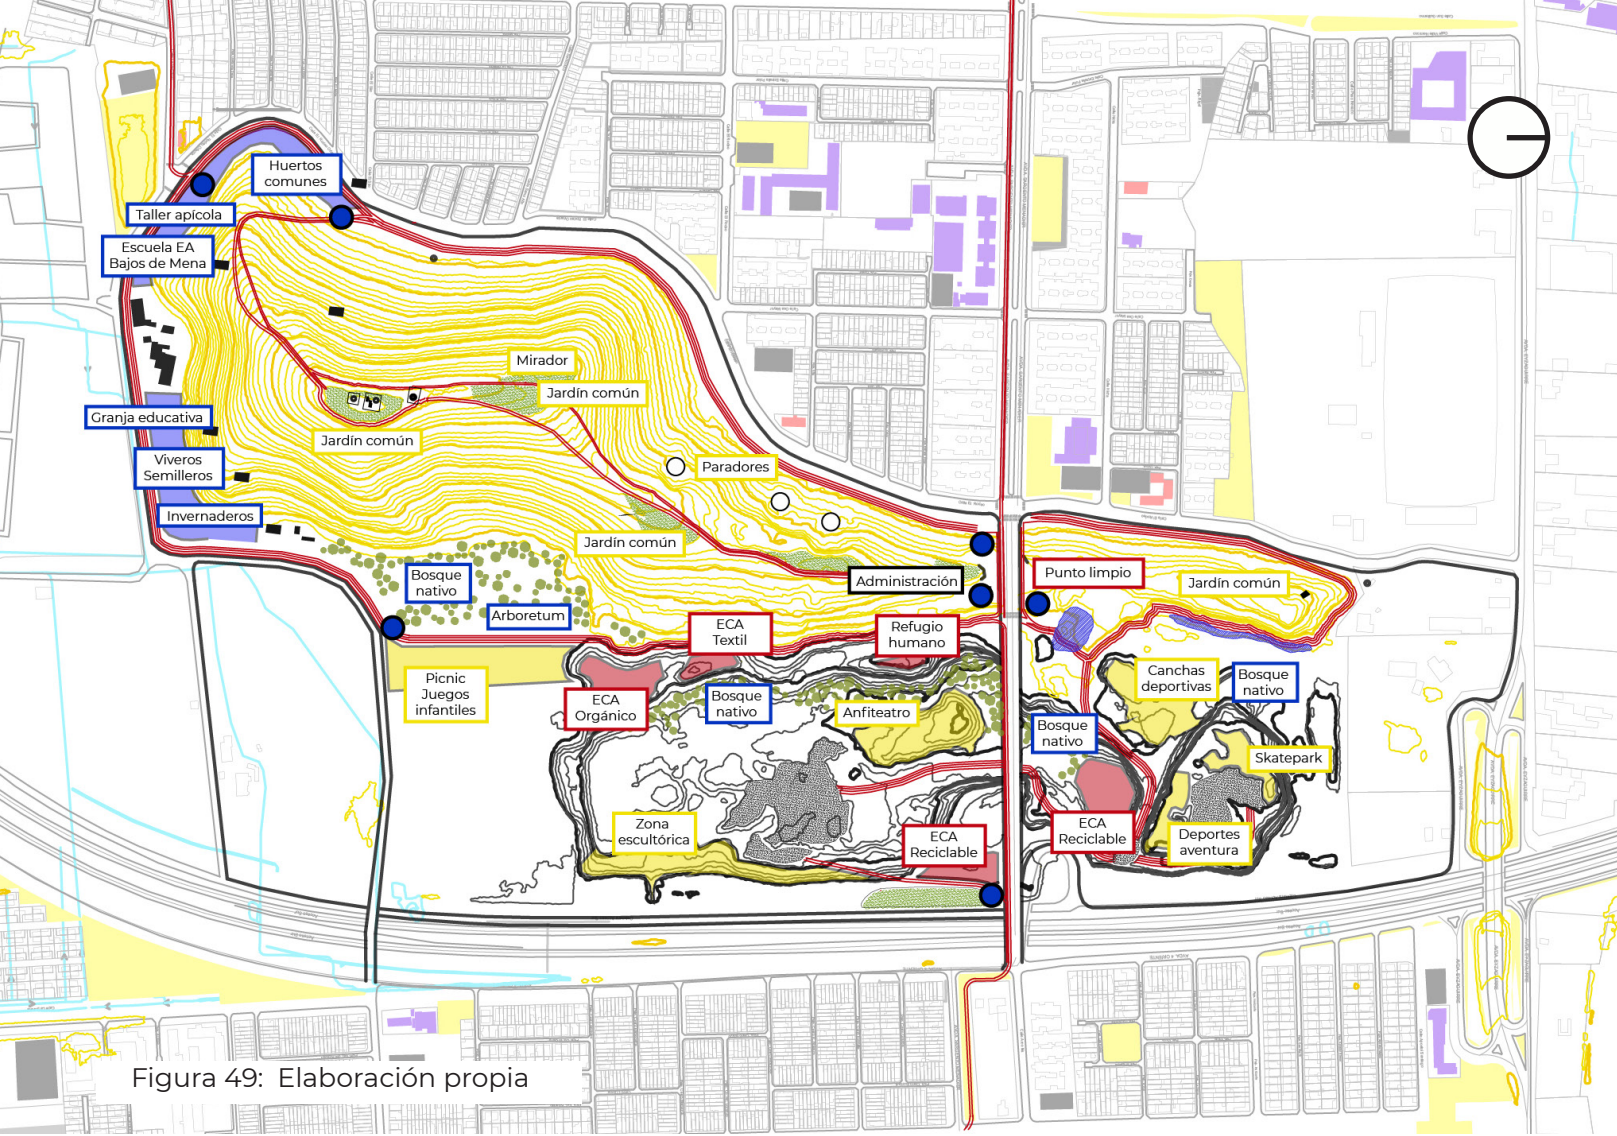 Huertos
comunes
Taller apícola
Escuela EA
Bajos de Mena
Mirador
Jardín común
Granja educativa
Jardín común
Viveros
Semilleros
Paradores
Invernaderos
Jardín común
Bosque
nativo
Administración
Punto limpio
Jardín común
Arboretum
ECA
Textil
Refugio
humano
Picnic
Juegos
infantiles
ECA
Orgánico
Bosque
nativo
Anfiteatro
Canchas
deportivas
Bosque
nativo
Bosque
nativo
Skatepark
Zona
escultórica
ECA
Reciclable
ECA
Reciclable
Deportes
aventura
Figura 49: Elaboración propia